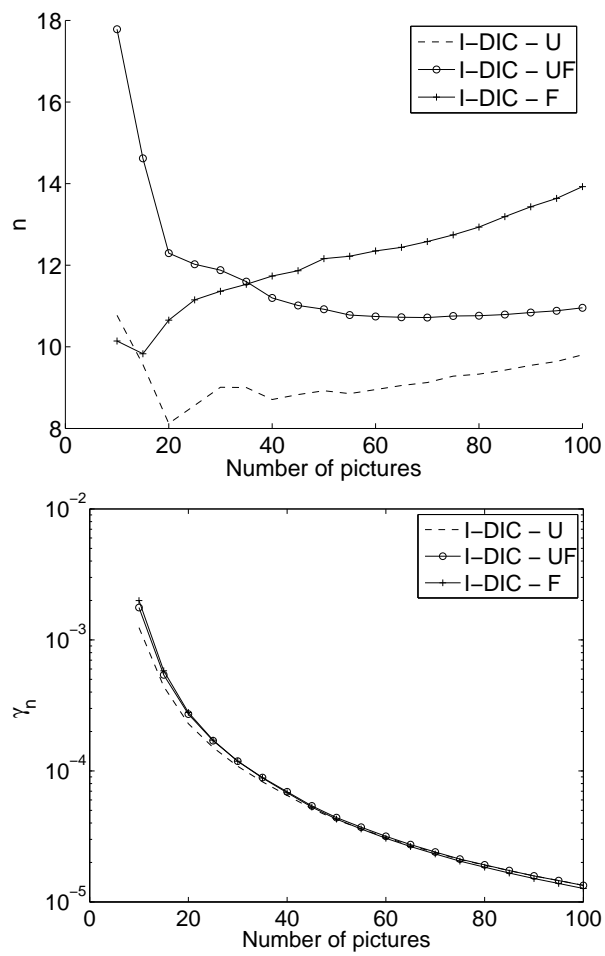 18
16
14
12
10
8
n
0
20
40
60
80
100
Number of pictures
I−DIC − U
I−DIC − UF
I−DIC − F
10−2
10−3
10−4
10−5
γn
0
20
40
60
80
100
Number of pictures
I−DIC − U
I−DIC − UF
I−DIC − F